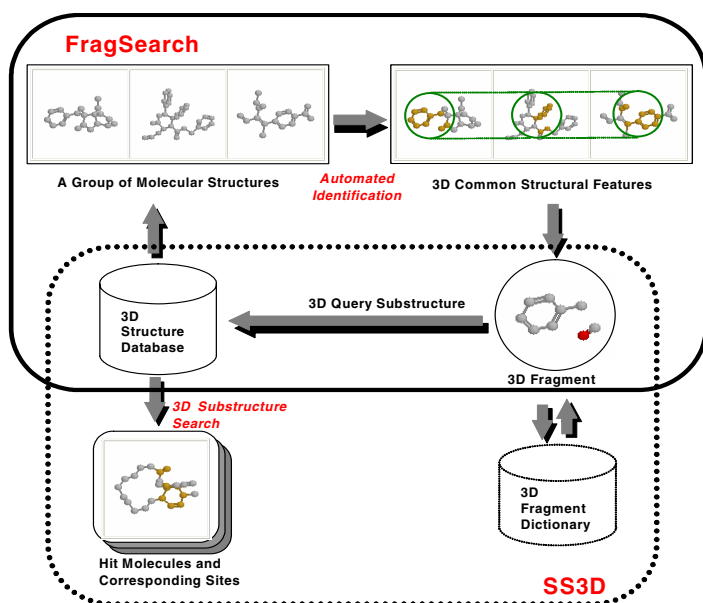 FragSearch
A Group of Molecular Structures
Automated
Identification
3D Common Structural Features
3D
Structure
Database
3D Query Substructure
3D Fragment
3D Substructure
Search
3D
Fragment
Dictionary
Hit Molecules and
Corresponding Sites
SS3D